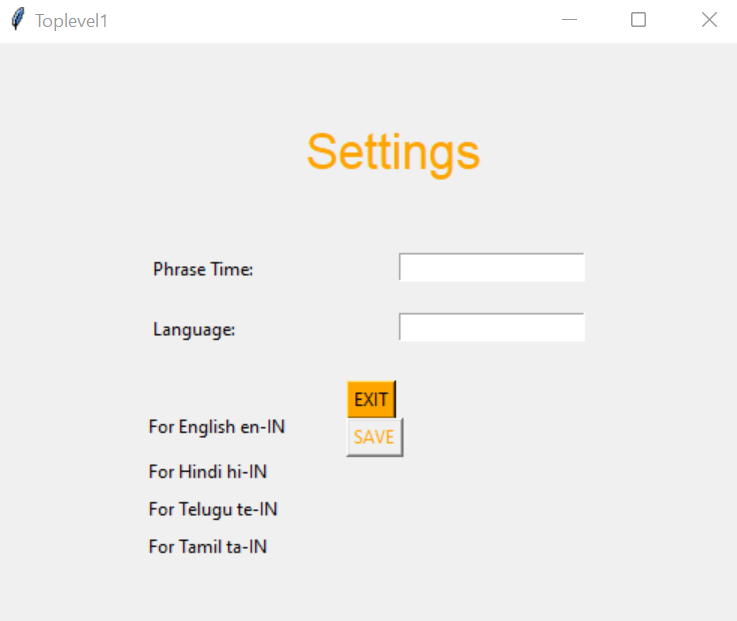 Toplevel1
Settings
Phrase Time:
Language:
EXIT
For English en-IN
SAVE
For Hindi hi-IN
For Telugu te-IN
For Tamil ta-IN